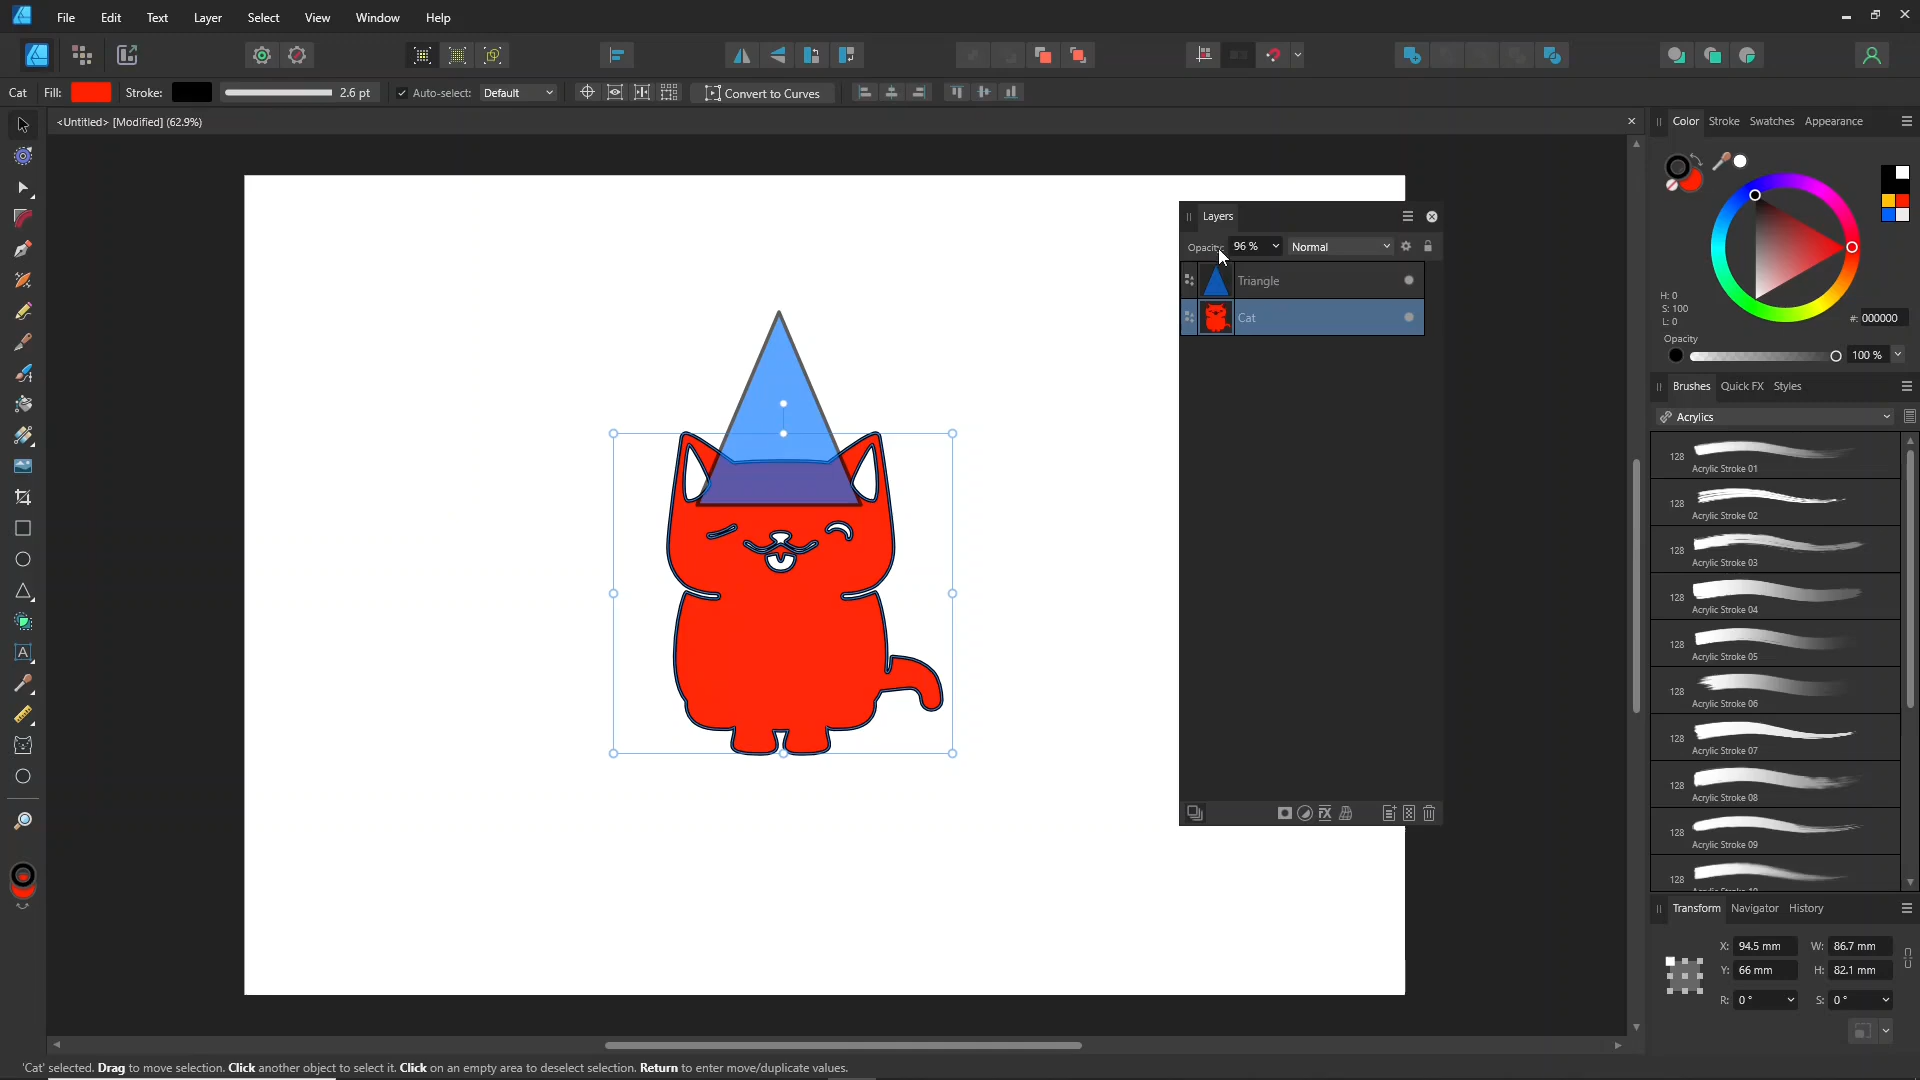 File Edit Text Layer Select View Window Help
Cat Fill: Stroke: 2.6 pt Auto-select: Default Convert to Curves
<Untitled> [Modified] (62.9%)
Color Stroke Swatches Appearance
H: 0
S: 100
L: 0
#: 000000
Opacity
100 %
Layers
Opacity: 96 % Normal
Triangle
Cat
Brushes Quick FX Styles
Acrylics
128 Acrylic Stroke 01
128 Acrylic Stroke 02
128 Acrylic Stroke 03
128 Acrylic Stroke 04
128 Acrylic Stroke 05
128 Acrylic Stroke 06
128 Acrylic Stroke 07
128 Acrylic Stroke 08
128 Acrylic Stroke 09
128
Transform Navigator History
X: 94.5 mm W: 86.7 mm
Y: 66 mm H: 82.1 mm
R: 0 ° S: 0 °
'Cat' selected. Drag to move selection. Click another object to select it. Click on an empty area to deselect selection. Return to enter move/duplicate values.